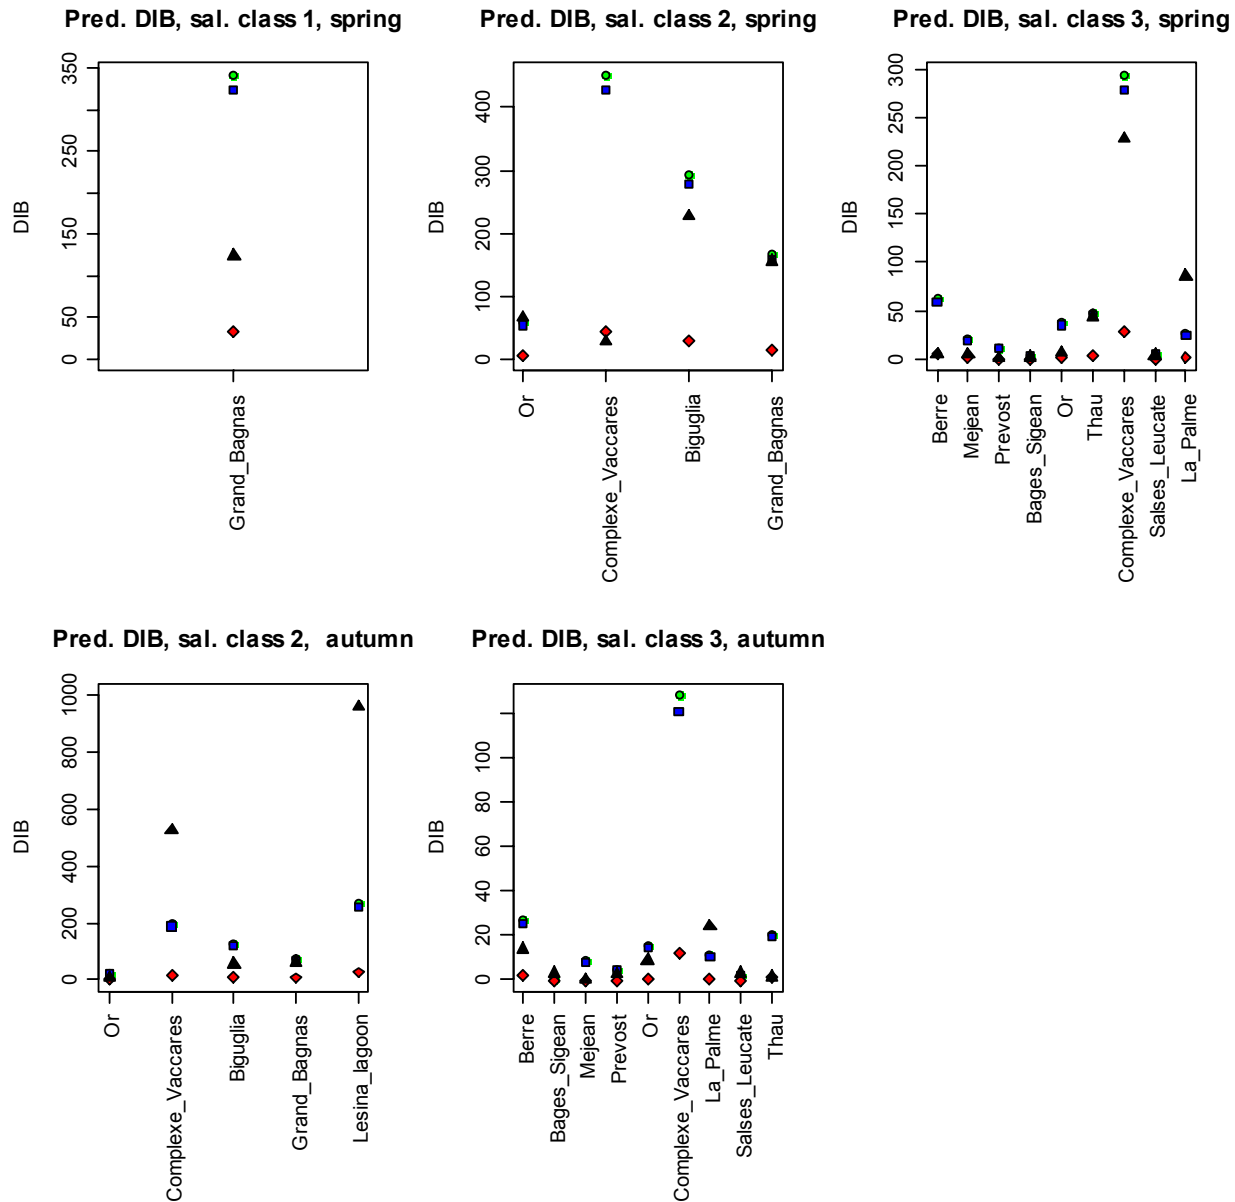 Pred. DIB, sal. class 1, spring
DIB
0
50
150
250
350
Grand_Bagnas
Pred. DIB, sal. class 2, spring
DIB
0
100
200
300
400
Or
Complexe_Vaccares
Biguglia
Grand_Bagnas
Pred. DIB, sal. class 3, spring
DIB
0
50
100
150
200
250
300
Berre
Mejean
Prevost
Bages_Sigean
Or
Thau
Complexe_Vaccares
Salses_Leucate
La_Palme
Pred. DIB, sal. class 2, autumn
DIB
0
200
400
600
800
1000
Or
Complexe_Vaccares
Biguglia
Grand_Bagnas
Lesina_lagoon
Pred. DIB, sal. class 3, autumn
DIB
0
20
40
60
80
100
Berre
Bages_Sigean
Mejean
Prevost
Or
Complexe_Vaccares
La_Palme
Salses_Leucate
Thau